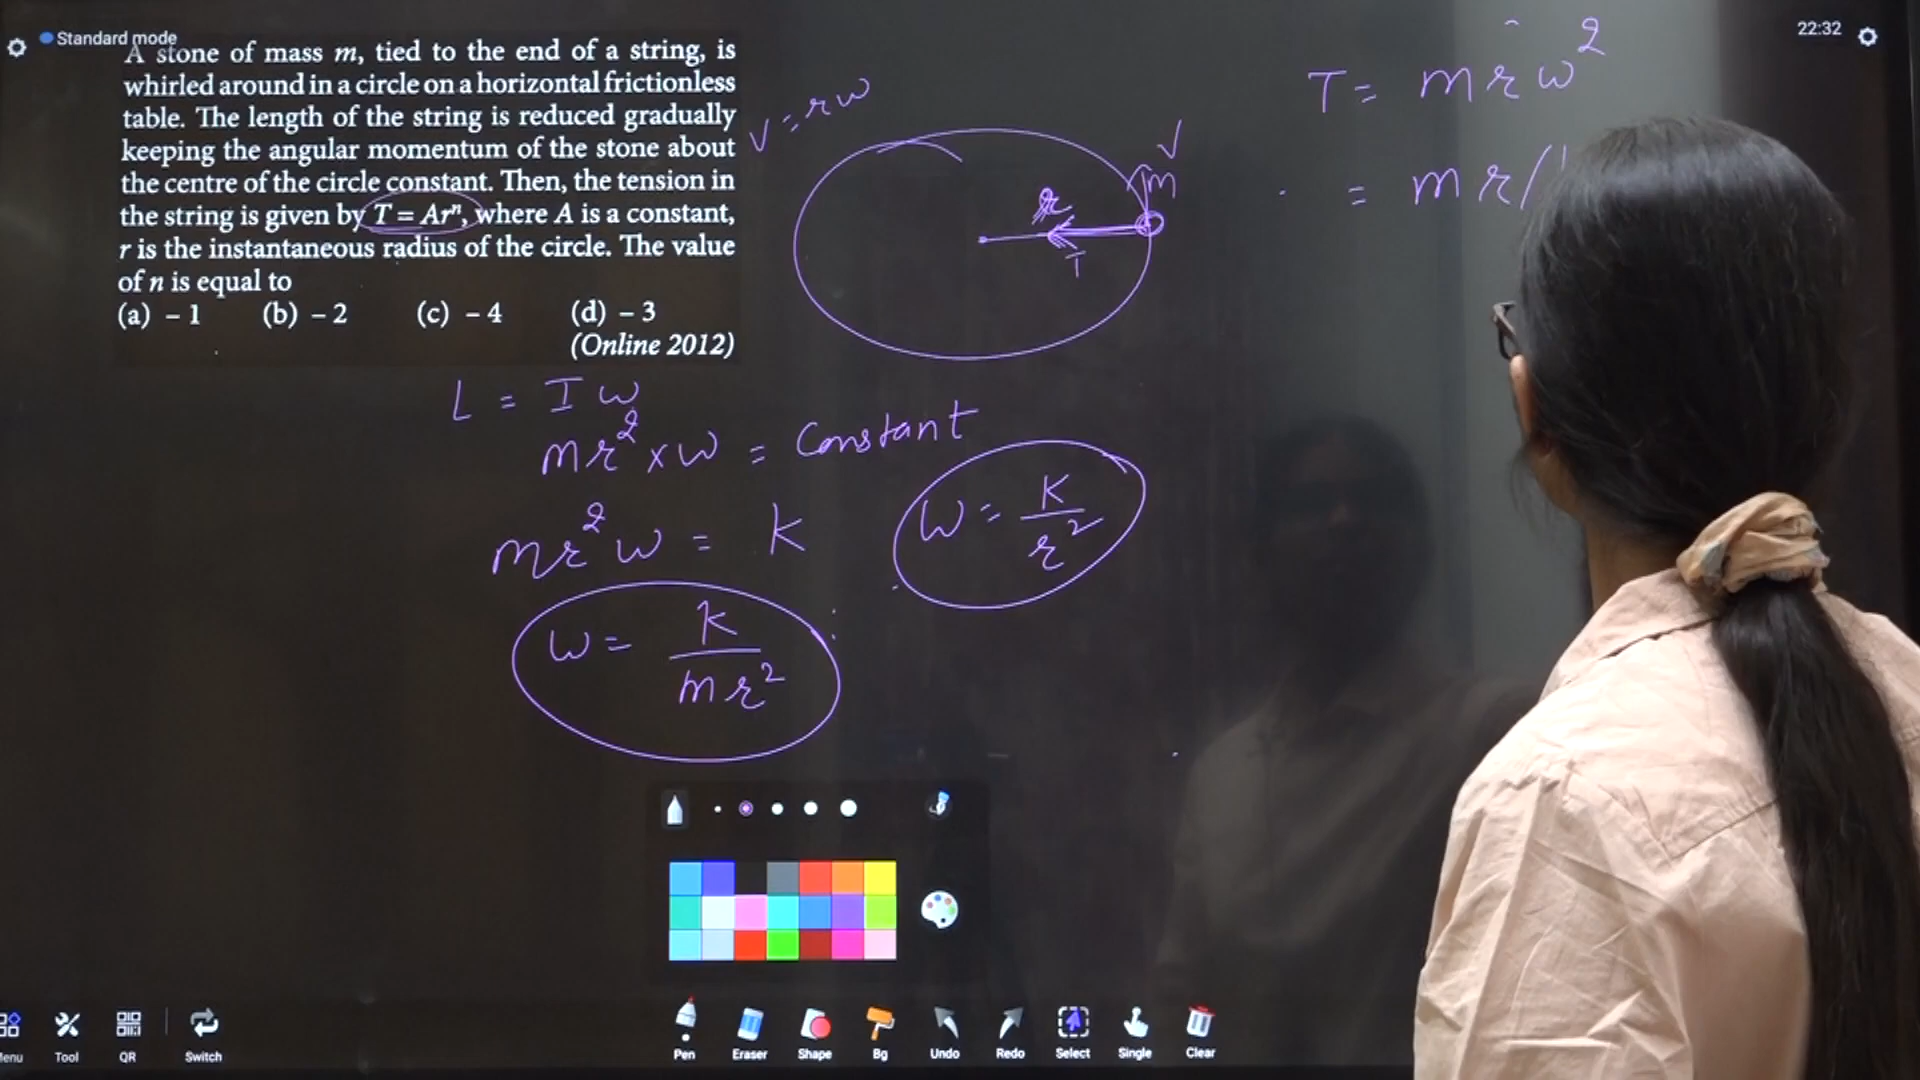 Standard mode
22:32
A stone of mass m, tied to the end of a string, is
whirled around in a circle on a horizontal frictionless
table. The length of the string is reduced gradually
keeping the angular momentum of the stone about
the centre of the circle constant. Then, the tension in
the string is given by T = Arⁿ, where A is a constant,
r is the instantaneous radius of the circle. The value
of n is equal to
(a) – 1 (b) – 2 (c) – 4 (d) – 3
(Online 2012)
V = rω
V
m
r
T
T = mrω²
= mr(
L = Iω
mr² × ω = Constant
mr²ω = K
ω = K / r²
ω = K / mr²
enu
Tool
QR
Switch
Pen
Eraser
Shape
Bg
Undo
Redo
Select
Single
Clear